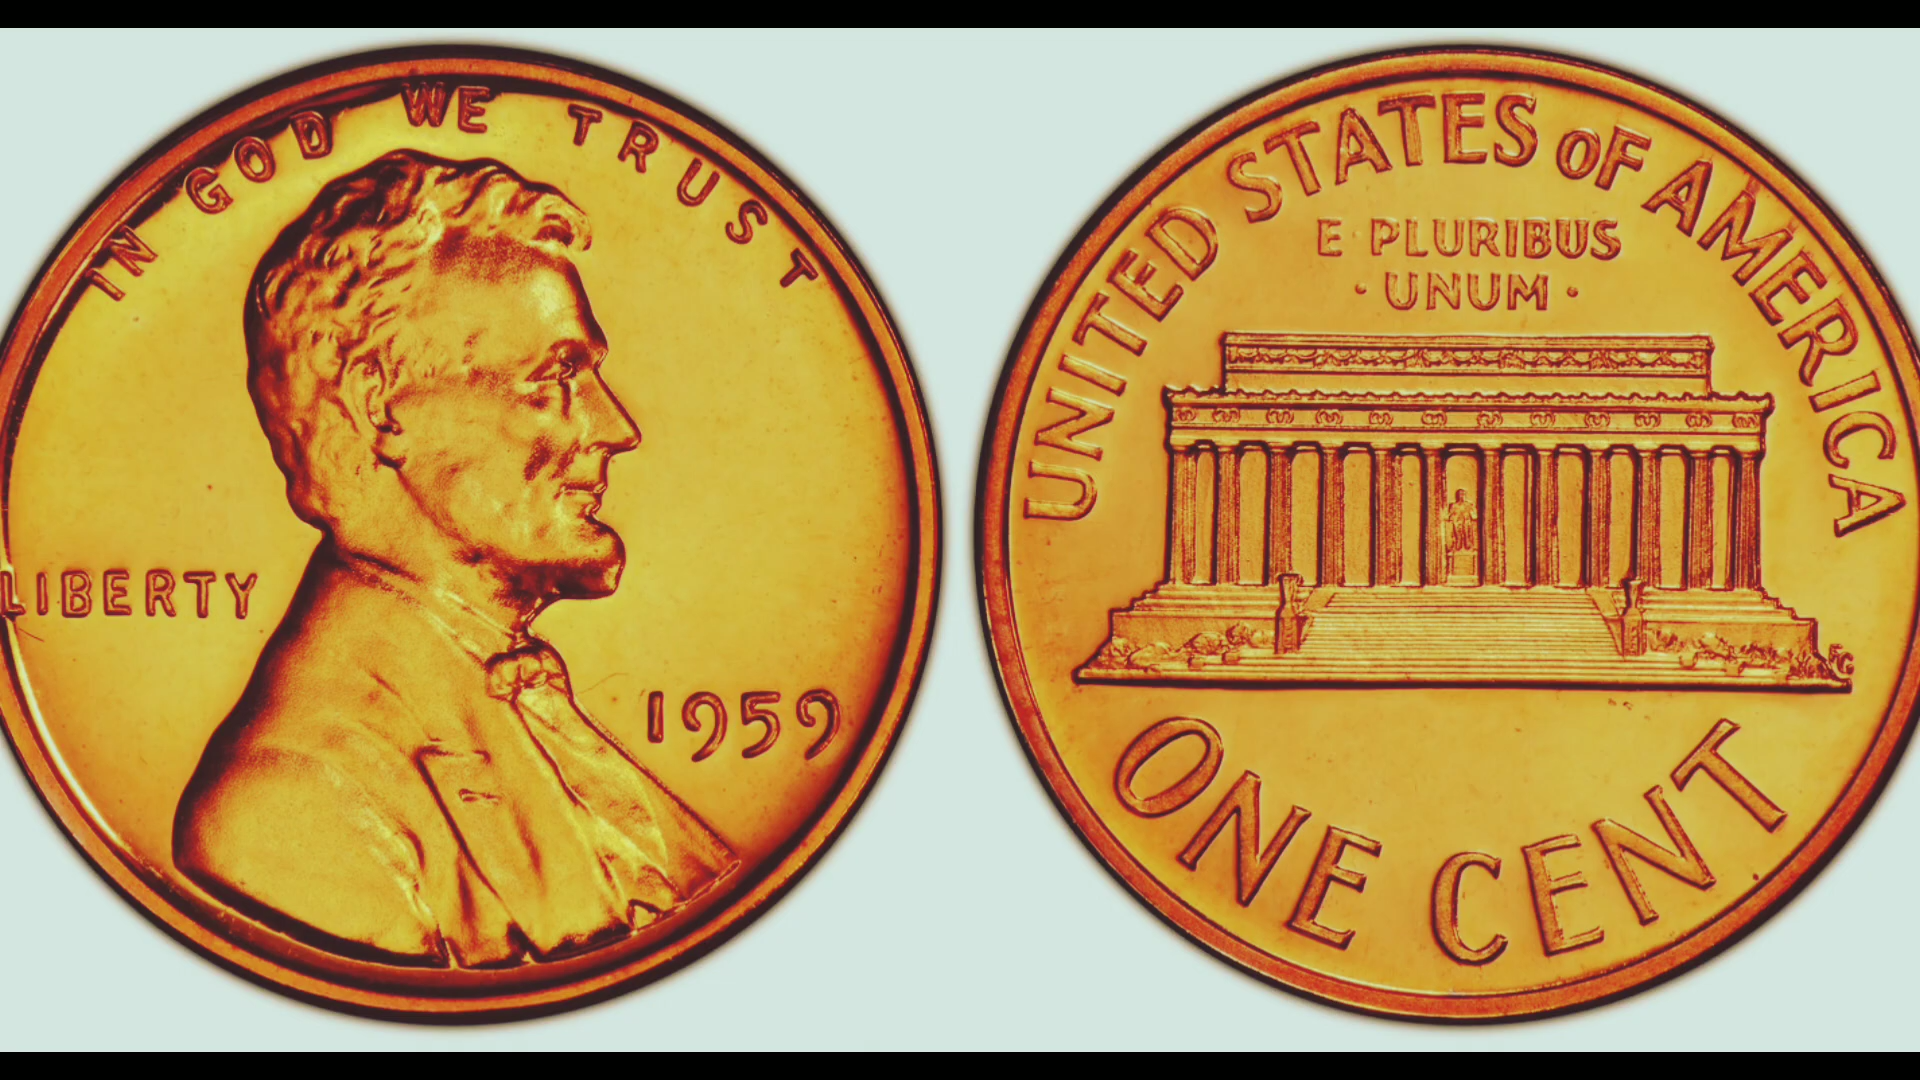 IN GOD WE TRUST
LIBERTY
1959
UNITED STATES OF AMERICA
E·PLURIBUS
·UNUM·
ONE CENT